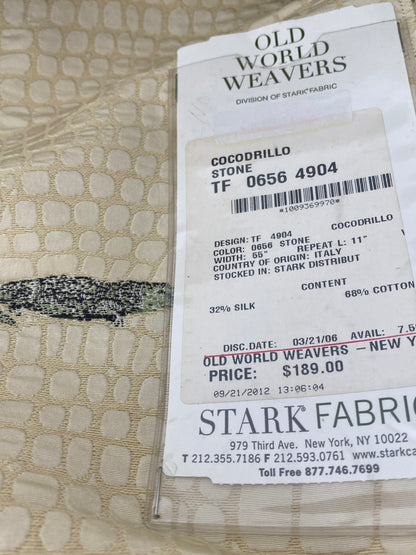 OLD
WORLD
WEAVERS
DIVISION OF STARK® FABRIC
COCODRILLO
STONE
TF 0656 4904
*1009369970*
COCODRILLO
DESIGN: TF 4904
COLOR: 0656 STONE
WIDTH: 55" REPEAT L: 11" V
COUNTRY OF ORIGIN: ITALY
STOCKED IN: STARK DISTRIBUT
CONTENT
32% SILK 68% COTTON
DISC.DATE: 03/21/06 AVAIL: 7.5
OLD WORLD WEAVERS - NEW Y
PRICE: $189.00
09/21/2012 13:06:04
STARK® FABRIC
979 Third Ave. New York, NY 10022
T 212.355.7186 F 212.593.0761 www.starkca
Toll Free 877.746.7699